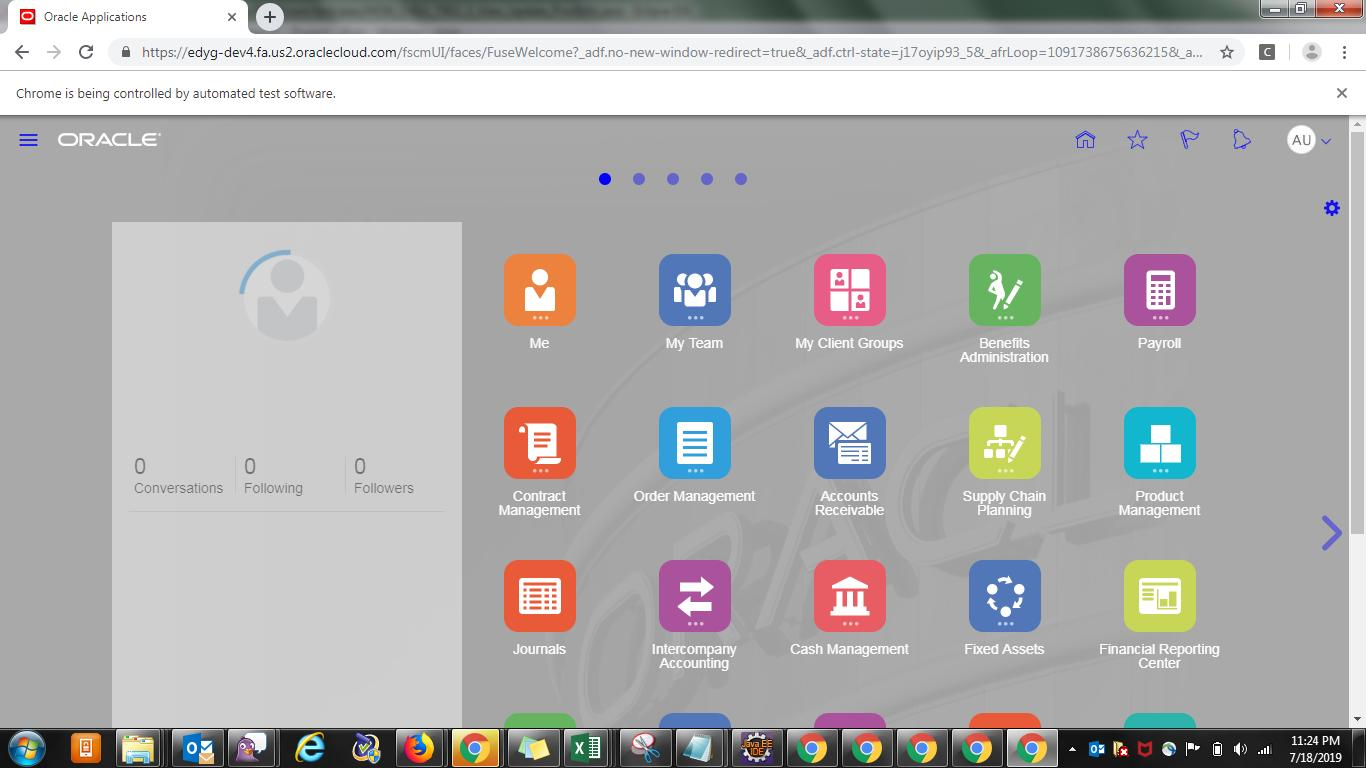 Oracle Applications
https://edyg-dev4.fa.us2.oraclecloud.com/fscmUI/faces/FuseWelcome?_adf.no-new-window-redirect=true&_adf.ctrl-state=j17oyip93_5&_afrLoop=1091738675636215&_a...
C
Chrome is being controlled by automated test software.
ORACLE
AU
Me
My Team
My Client Groups
Benefits
Administration
Payroll
0
Conversations
0
Following
0
Followers
Contract
Management
Order Management
Accounts
Receivable
Supply Chain
Planning
Product
Management
Journals
Intercompany
Accounting
Cash Management
Fixed Assets
Financial Reporting
Center
Java EE
IDE
11:24 PM
7/18/2019